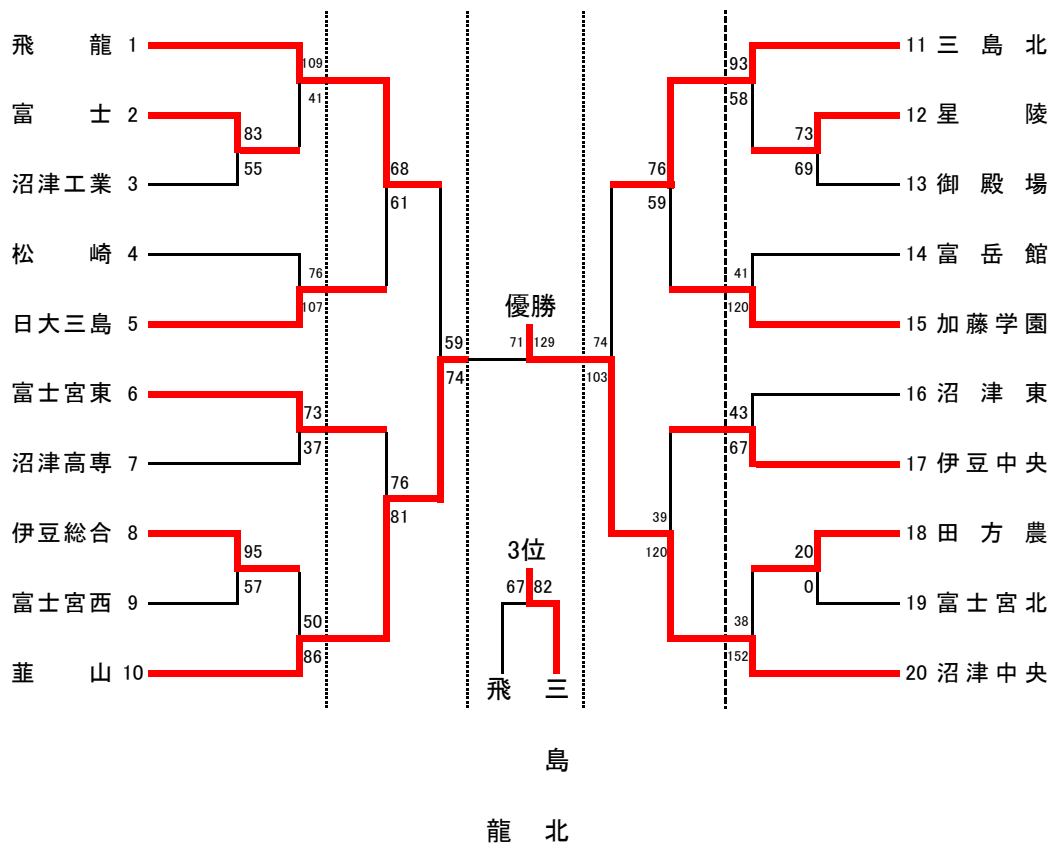 飛龍 1
109
41
富士 2
83
55
沼津工業 3
68
61
松崎 4
76
107
日大三島 5
59
74
富士宮東 6
73
37
沼津高専 7
76
81
伊豆総合 8
95
57
富士宮西 9
50
86
韮山 10
優勝
71 129
3位
67 82
飛龍 三島北
11 三島北
93
58
12 星陵
73
69
13 御殿場
76
59
14 富岳館
41
120
15 加藤学園
74
103
16 沼津東
43
67
17 伊豆中央
39
120
18 田方農
20
0
19 富士宮北
38
152
20 沼津中央